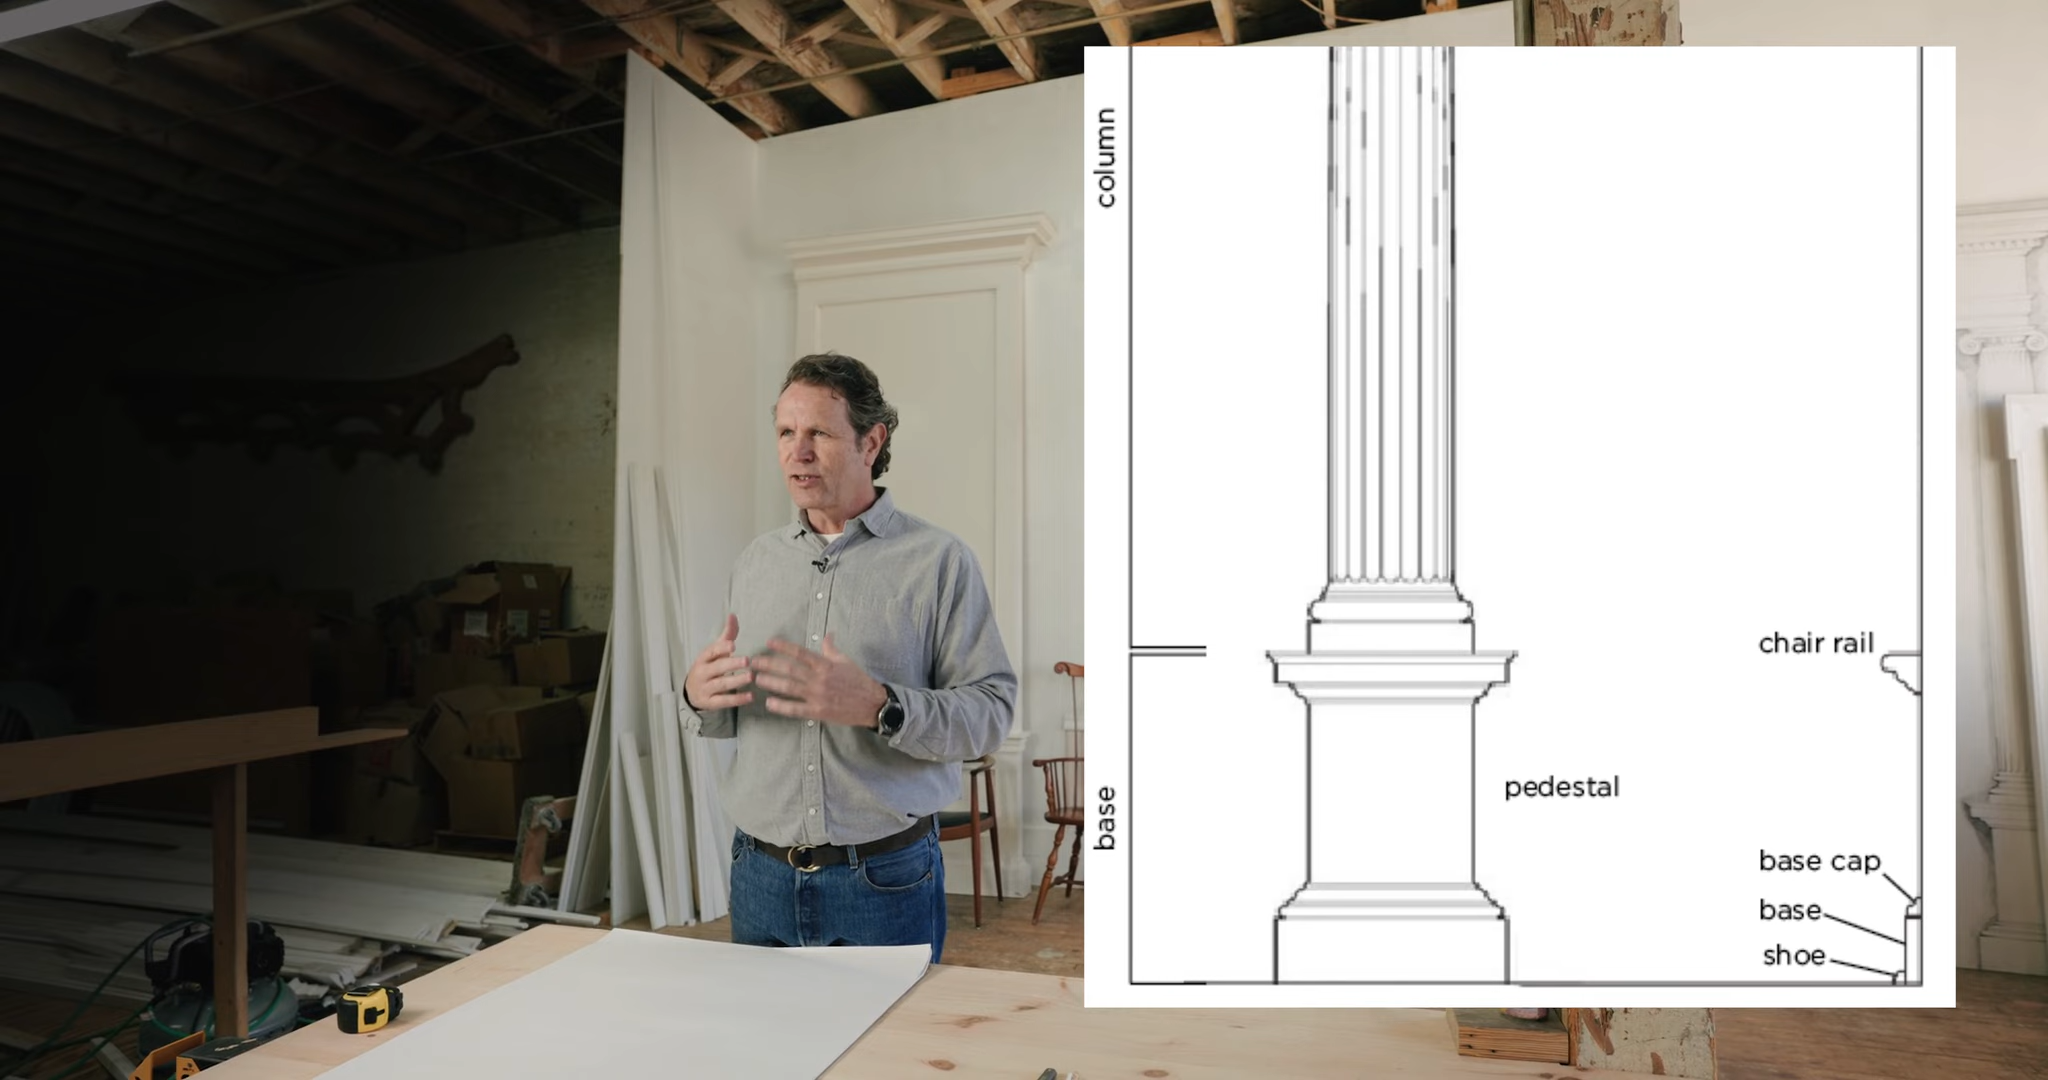 column
chair rail
pedestal
base
base cap
base
shoe